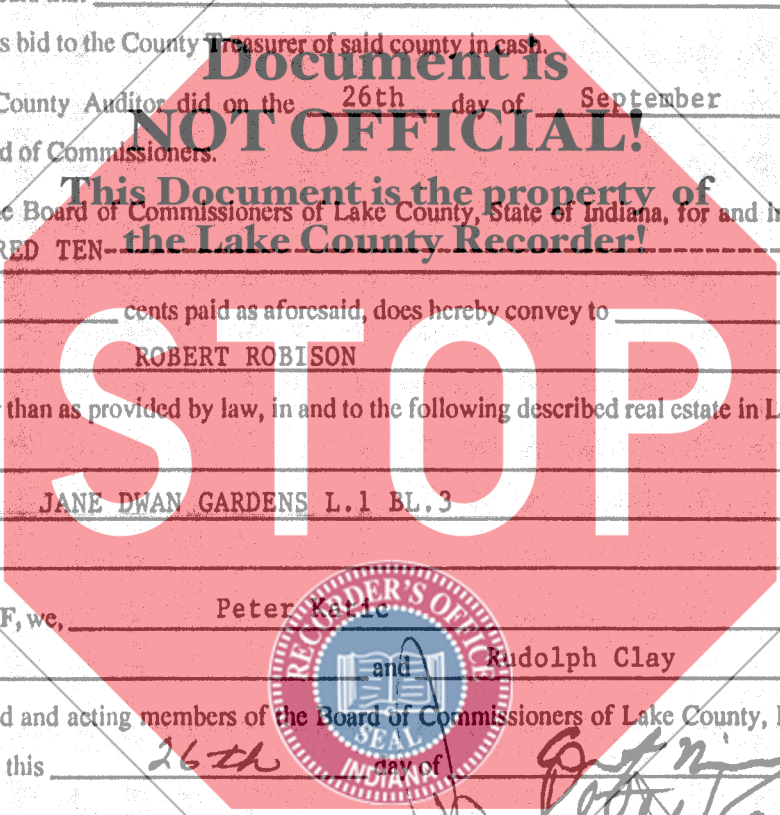 s bid to the County Treasurer of said county in cash.
Document is
County Auditor did on the 26th day of September
NOT OFFICIAL!
d of Commissioners.
This Document is the property of
e Board of Commissioners of Lake County, State of Indiana, for and i
RED TEN
the Lake County Recorder!
cents paid as aforesaid, does hereby convey to
ROBERT ROBISON
than as provided by law, in and to the following described real estate in L
STOP
JANE DWAN GARDENS L.1 BL.3
F, we, Peter Katic
RECORDER'S OFFICE
and Rudolph Clay
d and acting members of the Board of Commissioners of Lake County,
SEAL
this 26th day of
INDIANA